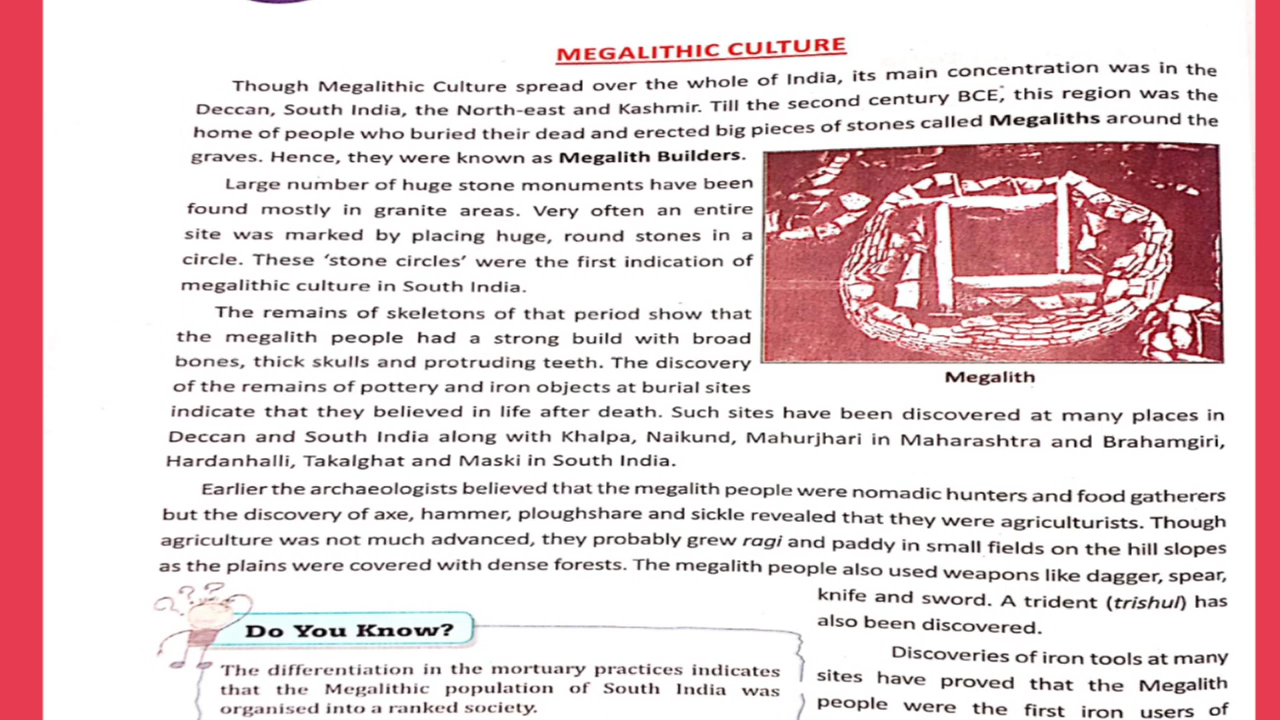 MEGALITHIC CULTURE
Though Megalithic Culture spread over the whole of India, its main concentration was in the
Deccan, South India, the North-east and Kashmir. Till the second century BCE, this region was the
home of people who buried their dead and erected big pieces of stones called Megaliths around the
graves. Hence, they were known as Megalith Builders.
Large number of huge stone monuments have been
found mostly in granite areas. Very often an entire
site was marked by placing huge, round stones in a
circle. These ‘stone circles’ were the first indication of
megalithic culture in South India.
The remains of skeletons of that period show that
the megalith people had a strong build with broad
bones, thick skulls and protruding teeth. The discovery
of the remains of pottery and iron objects at burial sites
Megalith
indicate that they believed in life after death. Such sites have been discovered at many places in
Deccan and South India along with Khalpa, Naikund, Mahurjhari in Maharashtra and Brahamgiri,
Hardanhalli, Takalghat and Maski in South India.
Earlier the archaeologists believed that the megalith people were nomadic hunters and food gatherers
but the discovery of axe, hammer, ploughshare and sickle revealed that they were agriculturists. Though
agriculture was not much advanced, they probably grew ragi and paddy in small fields on the hill slopes
as the plains were covered with dense forests. The megalith people also used weapons like dagger, spear,
knife and sword. A trident (trishul) has
also been discovered.
Discoveries of iron tools at many
sites have proved that the Megalith
people were the first iron users of
Do You Know?
The differentiation in the mortuary practices indicates
that the Megalithic population of South India was
organised into a ranked society.